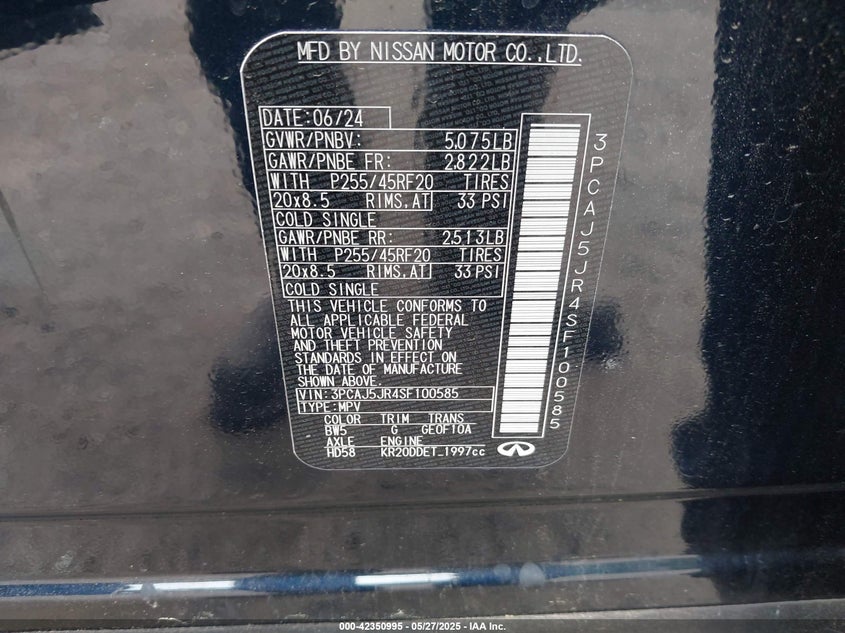 MFD BY NISSAN MOTOR CO.,LTD.
DATE:06/24
GVWR/PNBV: 5,075LB
GAWR/PNBE FR: 2,822LB
WITH P255/45RF20 TIRES
20x8.5 RIMS,AT 33 PSI
COLD SINGLE
GAWR/PNBE RR: 2,513LB
WITH P255/45RF20 TIRES
20x8.5 RIMS,AT 33 PSI
COLD SINGLE
THIS VEHICLE CONFORMS TO
ALL APPLICABLE FEDERAL
MOTOR VEHICLE SAFETY
AND THEFT PREVENTION
STANDARDS IN EFFECT ON
THE DATE OF MANUFACTURE
SHOWN ABOVE.
VIN:3PCAJ5JR4SF100585
TYPE:MPV
COLOR TRIM TRANS
BW5 G GE0F10A
AXLE ENGINE
HD58 KR20DDET 1997cc
3PCAJ5JR4SF100585
000-42350995 - 05/27/2025 - IAA Inc.